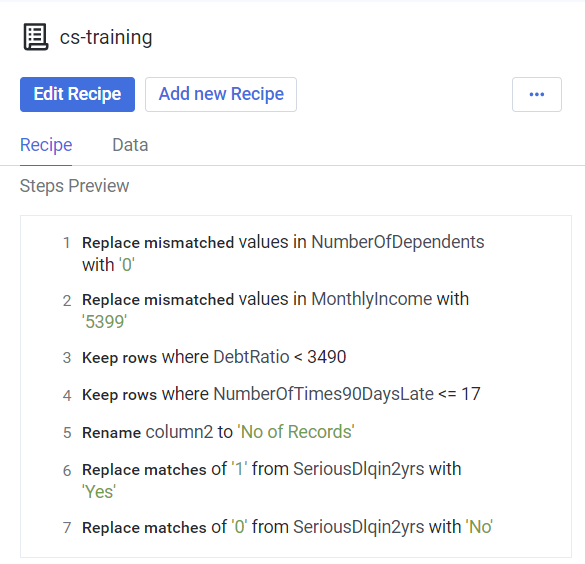 cs-training
Edit Recipe
Add new Recipe
...
Recipe
Data
Steps Preview
1 Replace mismatched values in NumberOfDependents
with '0'
2 Replace mismatched values in MonthlyIncome with
'5399'
3 Keep rows where DebtRatio < 3490
4 Keep rows where NumberOfTimes90DaysLate <= 17
5 Rename column2 to 'No of Records'
6 Replace matches of '1' from SeriousDlqin2yrs with
'Yes'
7 Replace matches of '0' from SeriousDlqin2yrs with 'No'